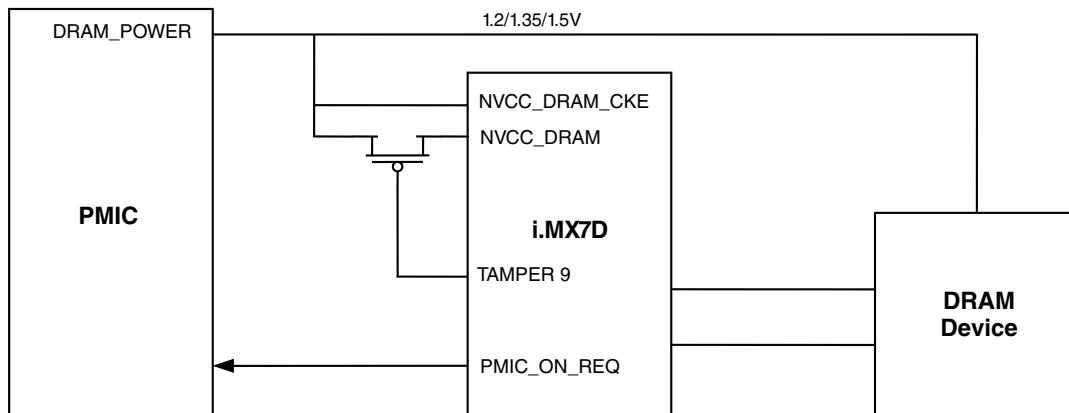 DRAM_POWER
1.2/1.35/1.5V
NVCC_DRAM_CKE
NVCC_DRAM
PMIC
i.MX7D
TAMPER 9
DRAM
Device
PMIC_ON_REQ